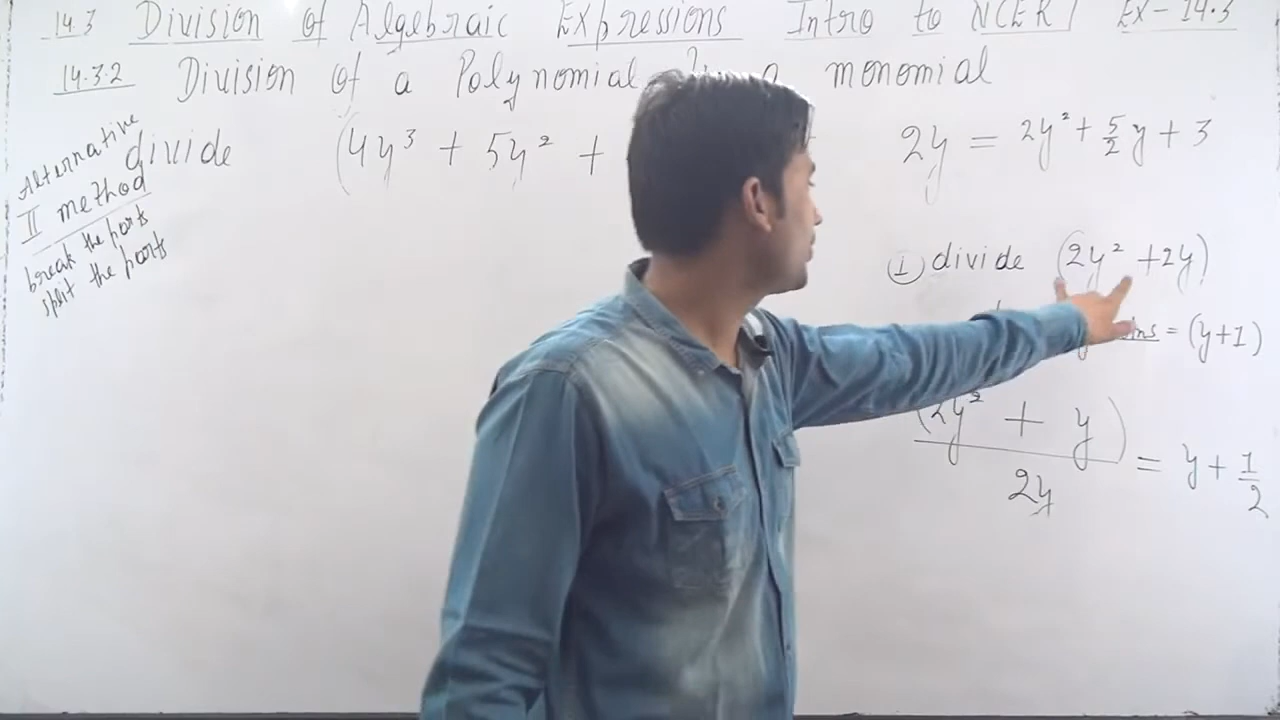 14.3 Division of Algebraic Expressions Intro to NCERT EX-14.3
14.3.2 Division of a Polynomial a monomial
Alternative
II method
break the parts
split the parts
divide (4y³ + 5y² + 2y = 2y² + 5/2 y + 3
i divide (2y² + 2y)
Ans = (y+1)
(2y² + y) / 2y = y + 1/2